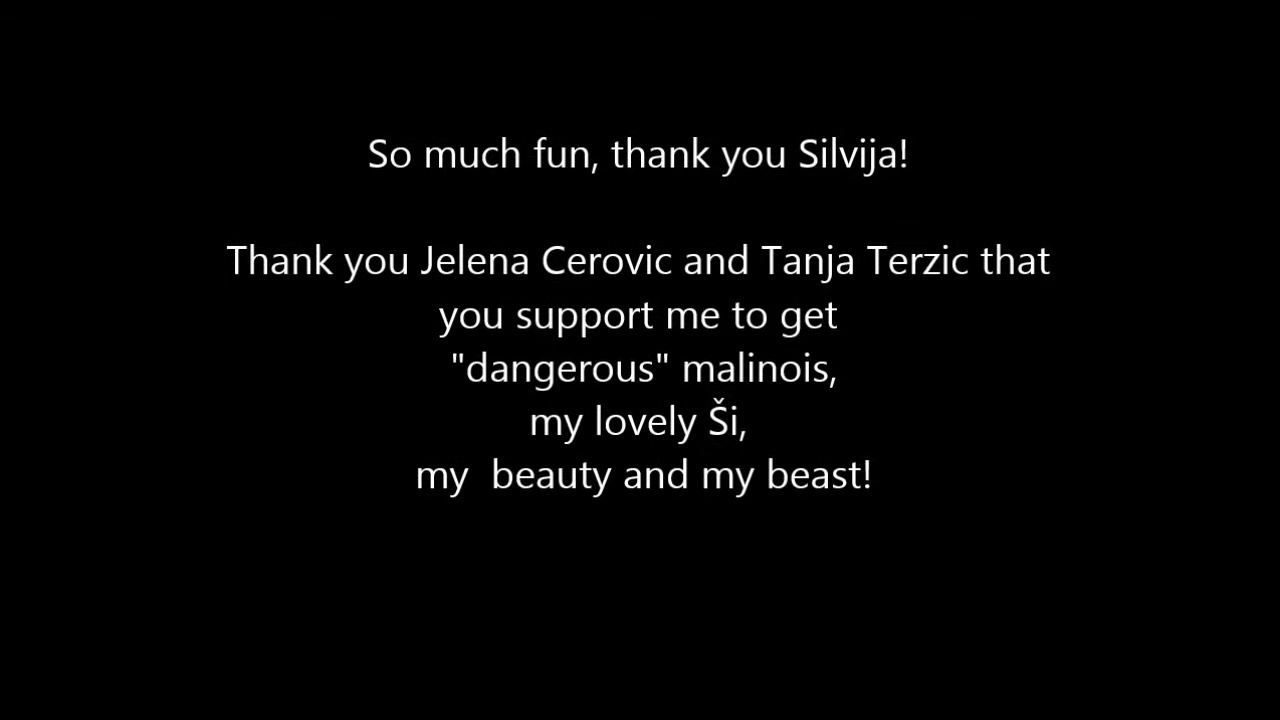 So much fun, thank you Silvija!
Thank you Jelena Cerovic and Tanja Terzic that
you support me to get
"dangerous" malinois,
my lovely Ši,
my  beauty and my beast!